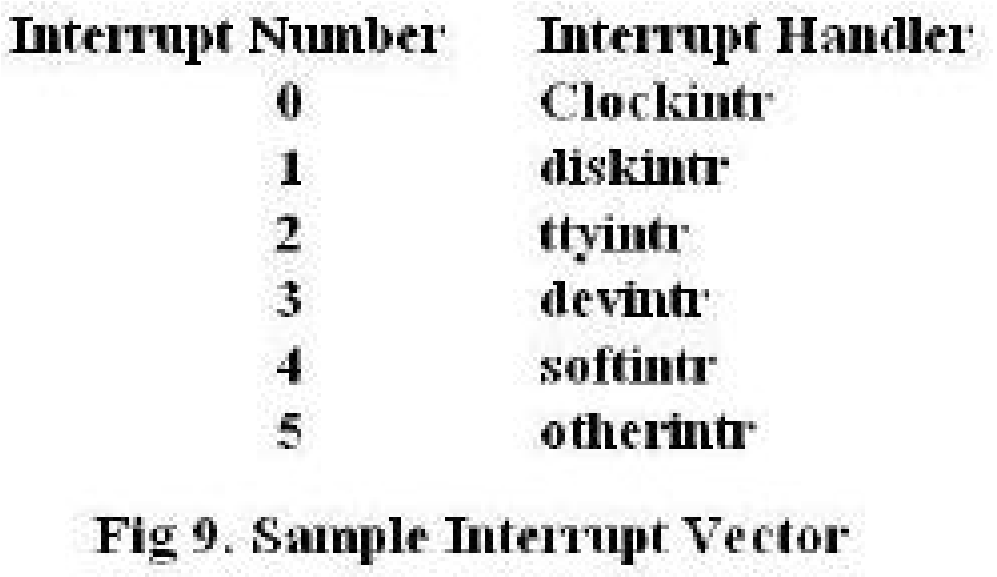 Interrupt Number Interrupt Handler
0 Clockintr
1 diskintr
2 ttyintr
3 devintr
4 softintr
5 otherintr
Fig 9. Sample Interrupt Vector